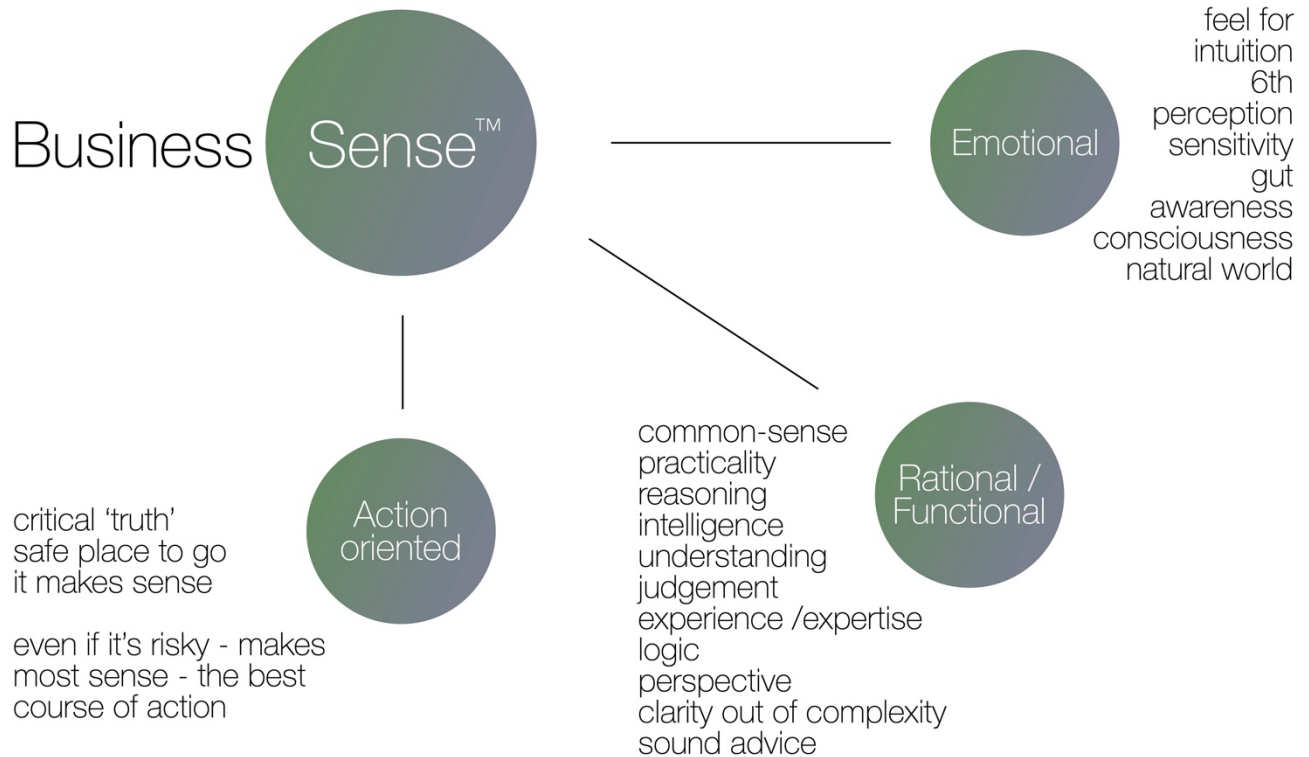 Business Sense™
Emotional
feel for
intuition
6th
perception
sensitivity
gut
awareness
consciousness
natural world
Action
oriented
critical ‘truth’
safe place to go
it makes sense
even if it’s risky - makes
most sense - the best
course of action
Rational /
Functional
common-sense
practicality
reasoning
intelligence
understanding
judgement
experience /expertise
logic
perspective
clarity out of complexity
sound advice